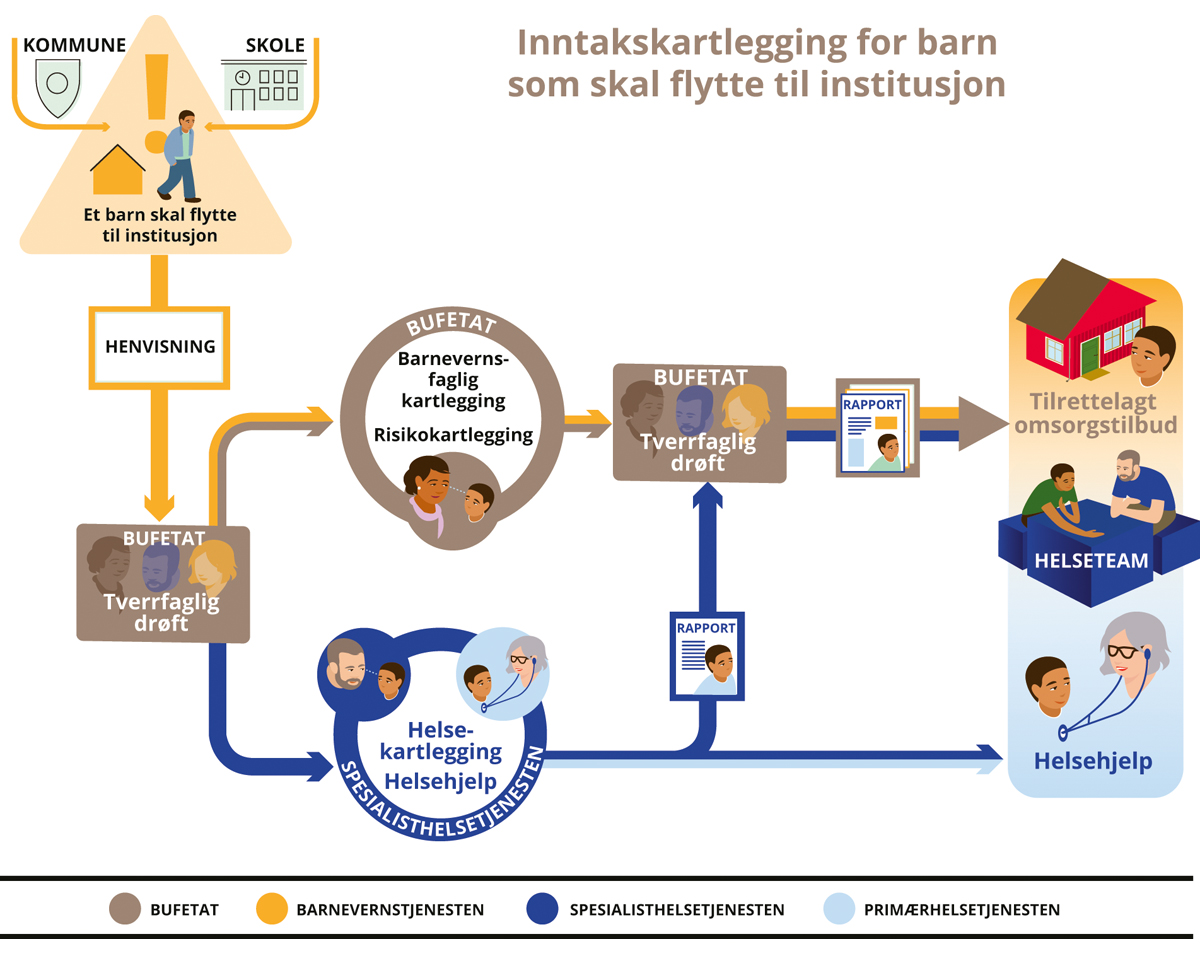 Inntakskartlegging for barn
som skal flytte til institusjon
KOMMUNE
SKOLE
Et barn skal flytte
til institusjon
HENVISNING
BUFETAT
Tverrfaglig
drøft
BUFETAT
Barneverns-
faglig
kartlegging
Risikokartlegging
Helse-
kartlegging
Helsehjelp
SPESIALISTHELSETJENESTEN
BUFETAT
Tverrfaglig
drøft
RAPPORT
RAPPORT
Tilrettelagt
omsorgstilbud
HELSETEAM
Helsehjelp
BUFETAT
BARNEVERNSTJENESTEN
SPESIALISTHELSETJENESTEN
PRIMÆRHELSETJENESTEN